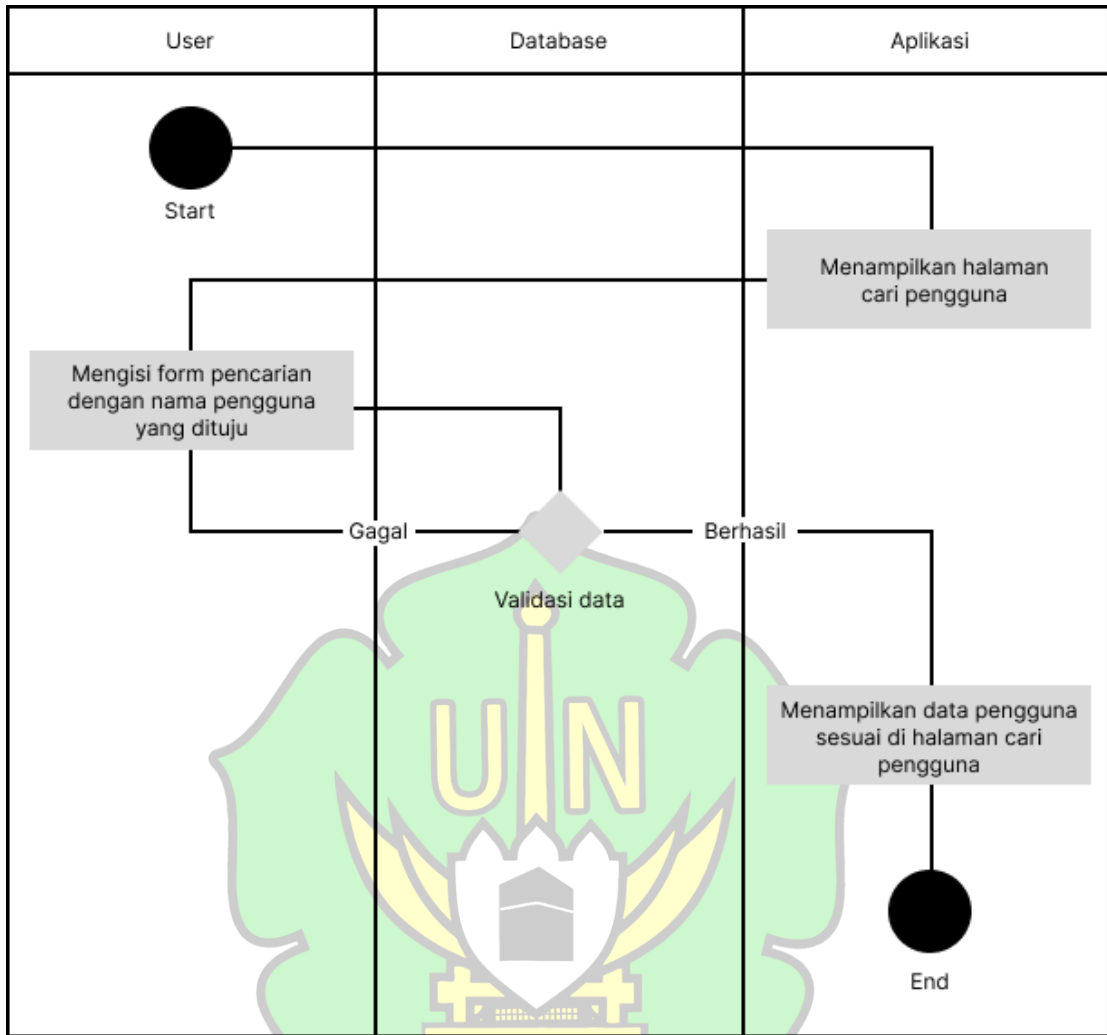 User
Database
Aplikasi
Start
Menampilkan halaman
cari pengguna
Mengisi form pencarian
dengan nama pengguna
yang dituju
Gagal
Berhasil
Validasi data
Menampilkan data pengguna
sesuai di halaman cari
pengguna
End
UIN